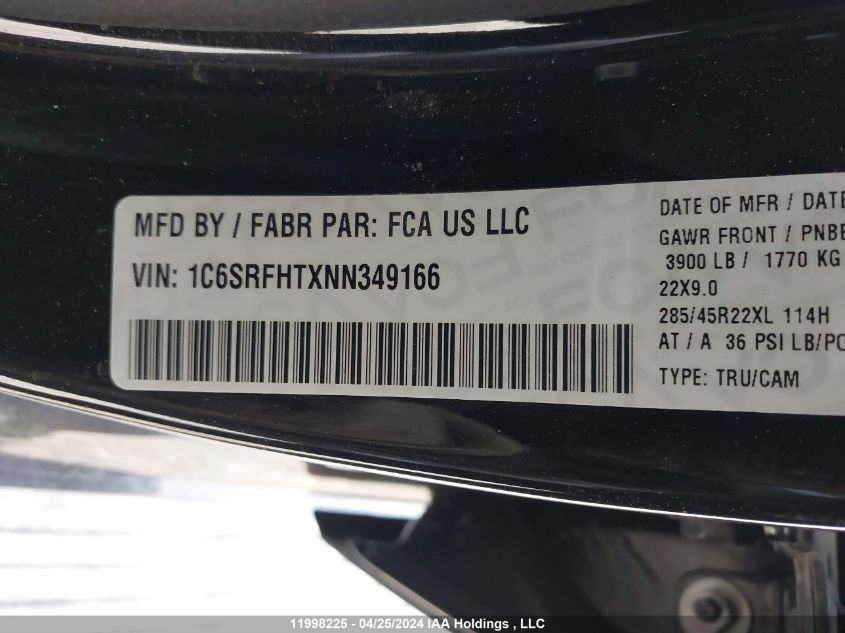 MFD BY / FABR PAR: FCA US LLC
VIN: 1C6SRFHTXNN349166
DATE OF MFR / DATE
GAWR FRONT / PNBE
3900 LB / 1770 KG
22X9.0
285/45R22XL 114H
AT / A 36 PSI LB/PO
TYPE: TRU/CAM
11998225 - 04/25/2024 IAA Holdings , LLC